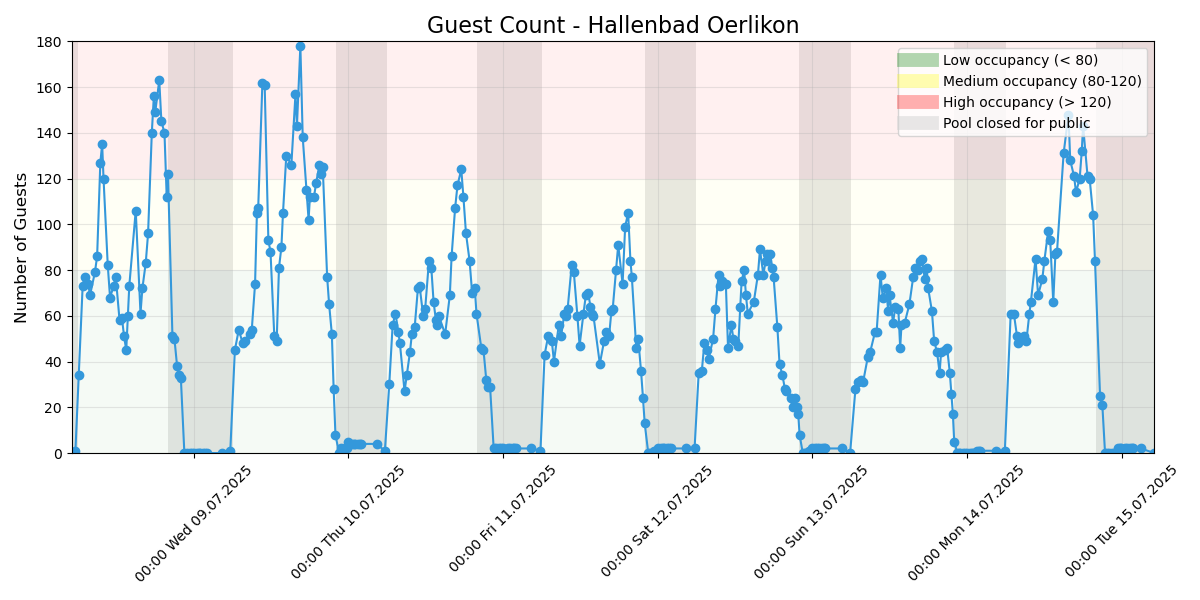 Guest Count - Hallenbad Oerlikon
Number of Guests
180
160
140
120
100
80
60
40
20
0
Low occupancy (< 80)
Medium occupancy (80-120)
High occupancy (> 120)
Pool closed for public
00:00 Wed 09.07.2025
00:00 Thu 10.07.2025
00:00 Fri 11.07.2025
00:00 Sat 12.07.2025
00:00 Sun 13.07.2025
00:00 Mon 14.07.2025
00:00 Tue 15.07.2025